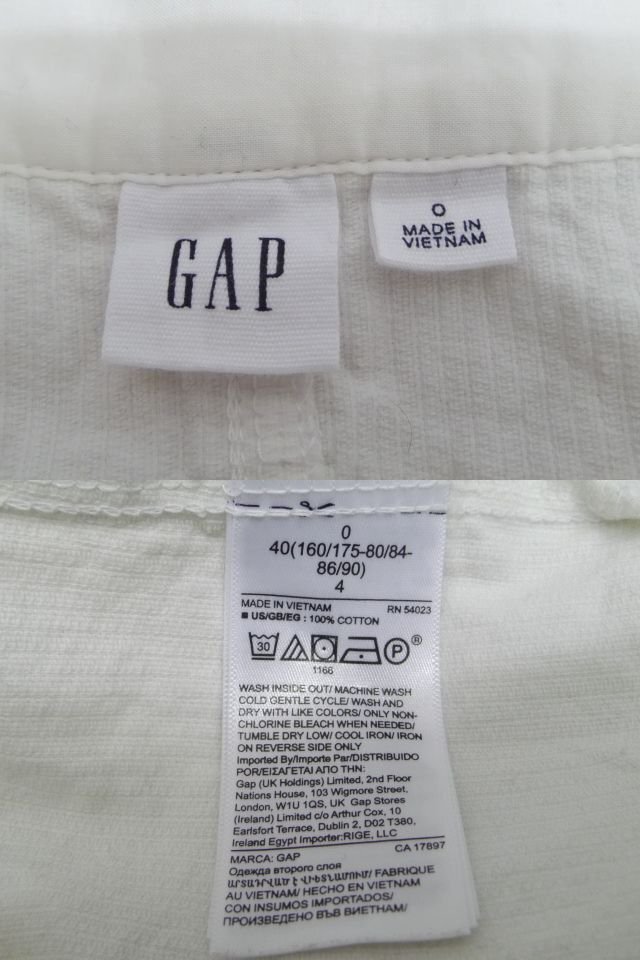 GAP
0
MADE IN
VIETNAM
0
40(160/175-80/84-
86/90)
4
MADE IN VIETNAM RN 54023
■ US/GB/EG : 100% COTTON
30 P ®
1166
WASH INSIDE OUT/ MACHINE WASH
COLD GENTLE CYCLE/ WASH AND
DRY WITH LIKE COLORS/ ONLY NON-
CHLORINE BLEACH WHEN NEEDED/
TUMBLE DRY LOW/ COOL IRON/ IRON
ON REVERSE SIDE ONLY
Imported By/Importe Par/DISTRIBUIDO
POR/ΕΙΣΑΓΕΤΑΙ ΑΠΟ ΤΗΝ:
Gap (UK Holdings) Limited, 2nd Floor
Nations House, 103 Wigmore Street,
London, W1U 1QS, UK Gap Stores
(Ireland) Limited c/o Arthur Cox, 10
Earlsfort Terrace, Dublin 2, D02 T380,
Ireland Egypt Importer:RIGE, LLC
MARCA: GAP CA 17897
Одежда второго слоя
ԱՐՏԱԴՐՎԱԾ Է ՎԻԵՏՆԱՄՈՒՄ/ FABRIQUE
AU VIETNAM/ HECHO EN VIETNAM
CON INSUMOS IMPORTADOS/
ПРОИЗВЕДЕНО ВЪВ ВИЕТНАМ/